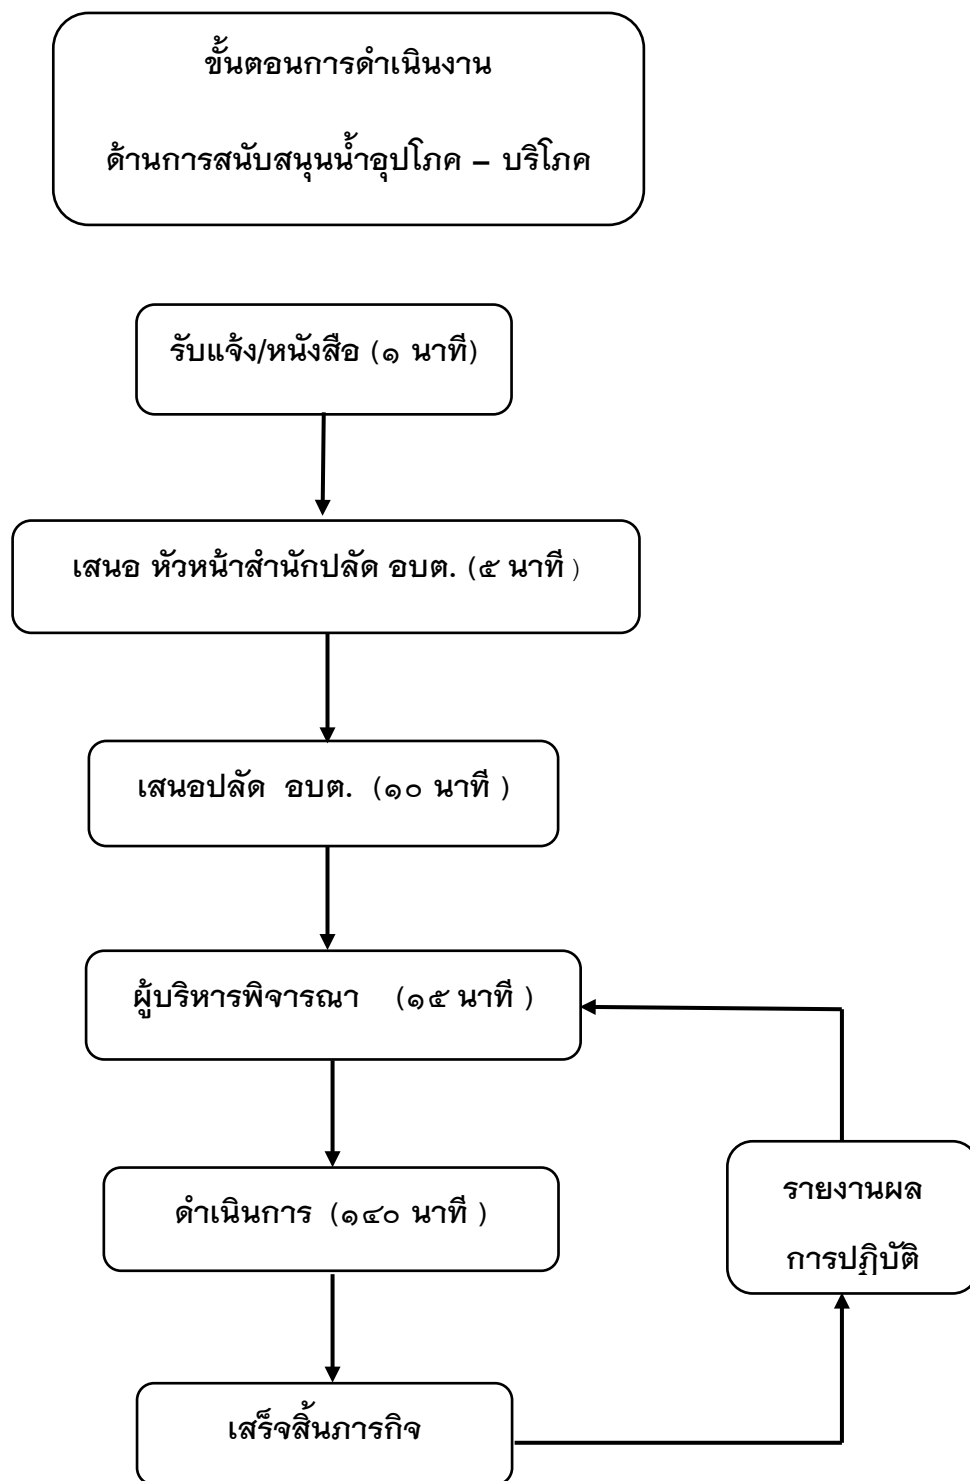 ขั้นตอนการดำเนินงาน
ด้านการสนับสนุนน้ำอุปโภค – บริโภค
รับแจ้ง/หนังสือ (๑ นาที)
เสนอ หัวหน้าสำนักปลัด อบต. (๕ นาที )
เสนอปลัด อบต. (๑๐ นาที )
ผู้บริหารพิจารณา (๑๕ นาที )
ดำเนินการ (๑๔๐ นาที )
รายงานผล
การปฏิบัติ
เสร็จสิ้นภารกิจ